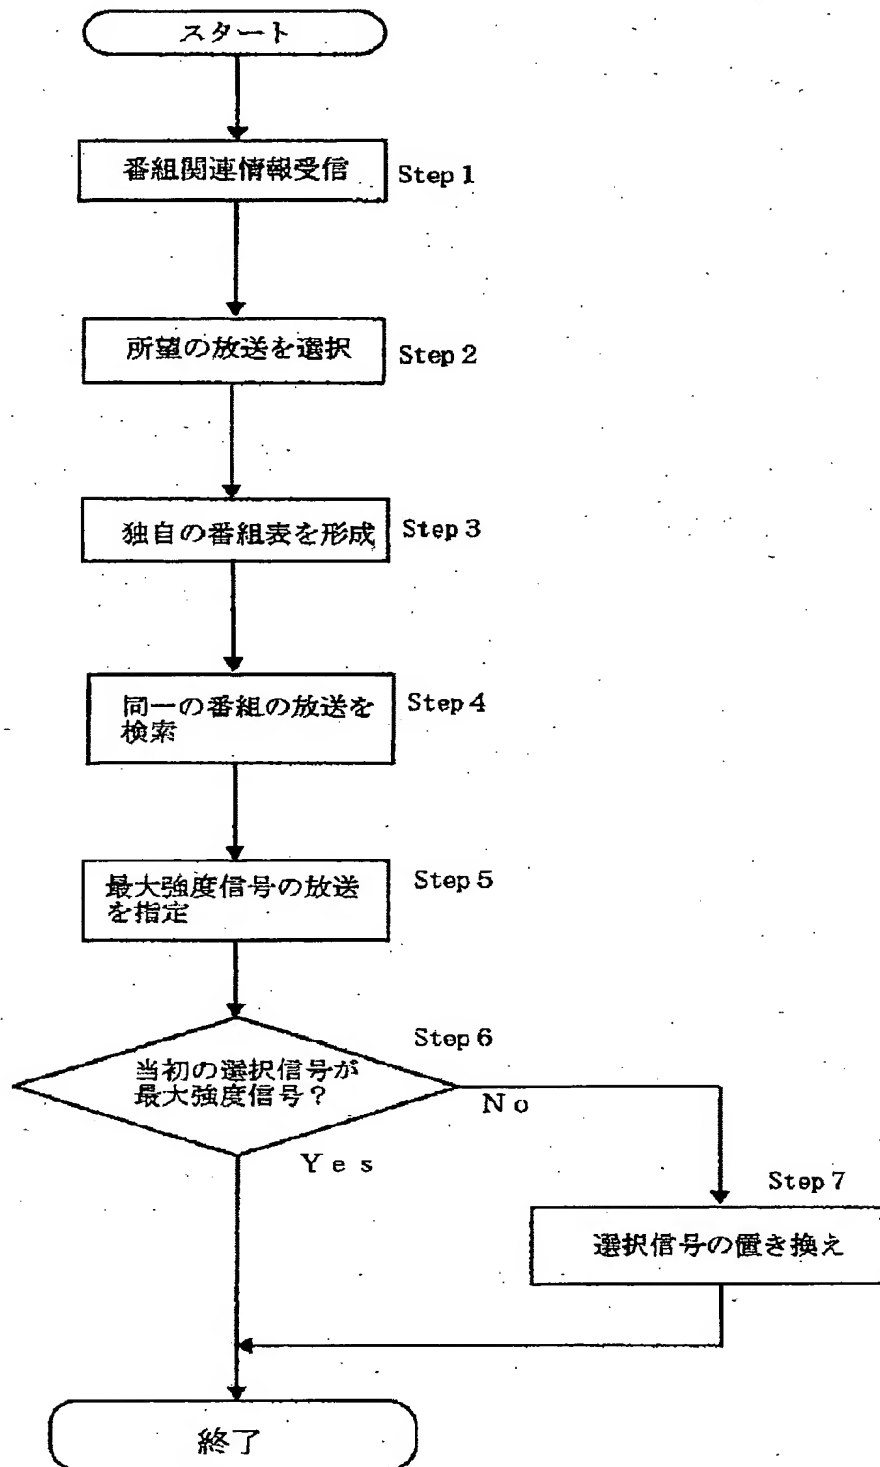 スタート
番組関連情報受信
Step 1
所望の放送を選択
Step 2
独自の番組表を形成
Step 3
同一の番組の放送を
検索
Step 4
最大強度信号の放送
を指定
Step 5
Step 6
当初の選択信号が
最大強度信号？
No
Yes
Step 7
選択信号の置き換え
終了